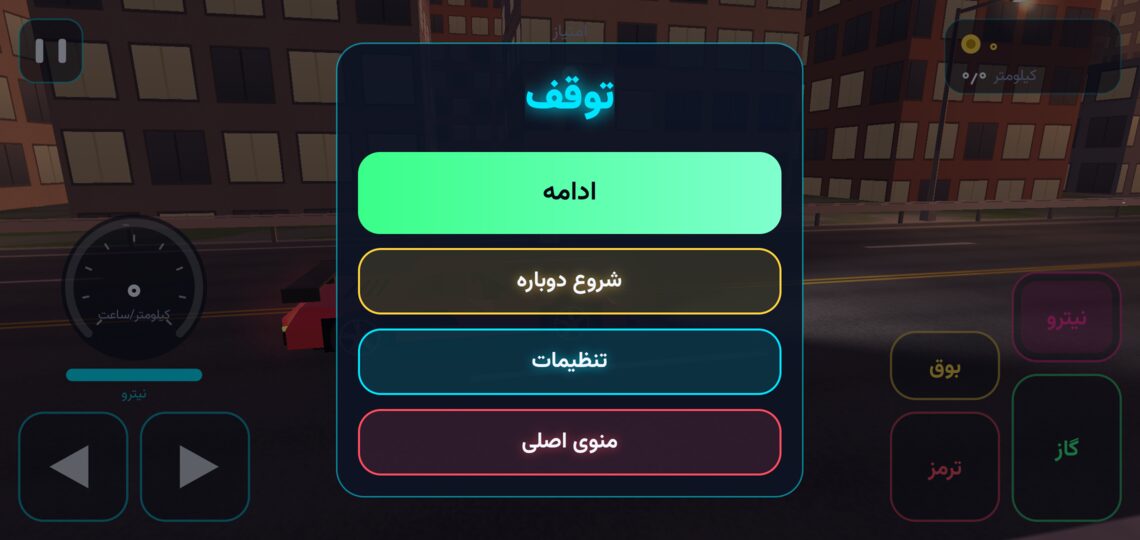 امتیاز
۰
۰٫۰ کیلومتر
توقف
ادامه
شروع دوباره
تنظیمات
منوی اصلی
۰
کیلومتر/ساعت
نیترو
نیترو
بوق
گاز
ترمز